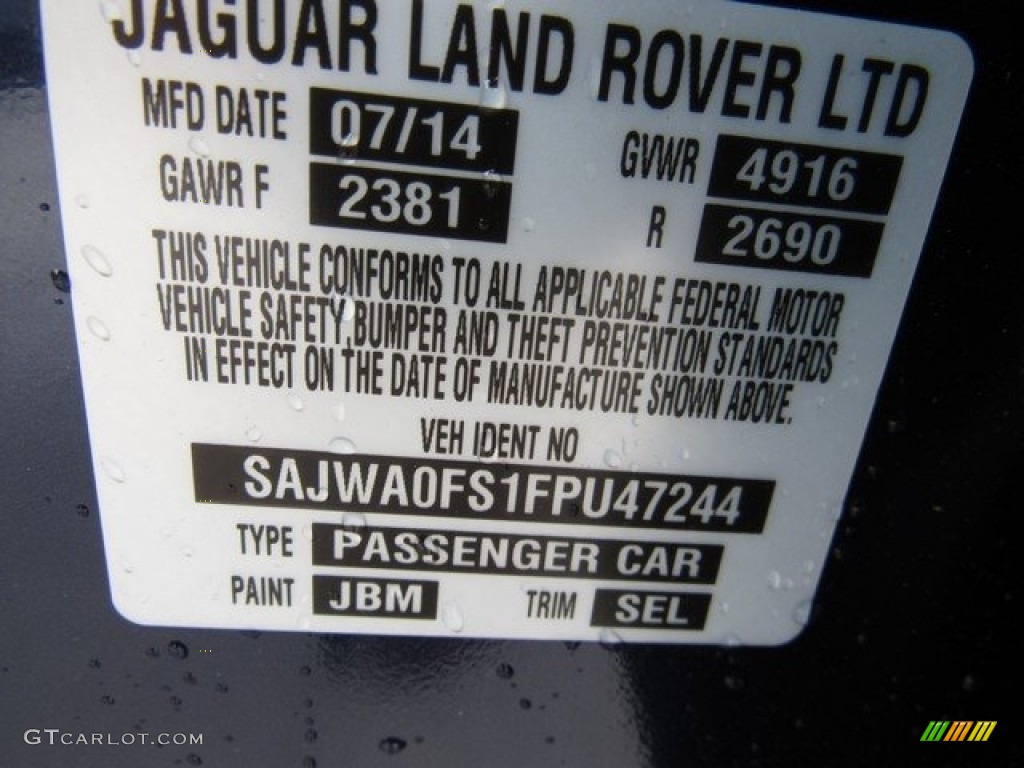 JAGUAR LAND ROVER LTD
MFD DATE 07/14 GVWR 4916
GAWR F 2381 R 2690
THIS VEHICLE CONFORMS TO ALL APPLICABLE FEDERAL MOTOR
VEHICLE SAFETY, BUMPER AND THEFT PREVENTION STANDARDS
IN EFFECT ON THE DATE OF MANUFACTURE SHOWN ABOVE.
VEH IDENT NO
SAJWA0FS1FPU47244
TYPE PASSENGER CAR
PAINT JBM TRIM SEL
GTCARLOT.COM